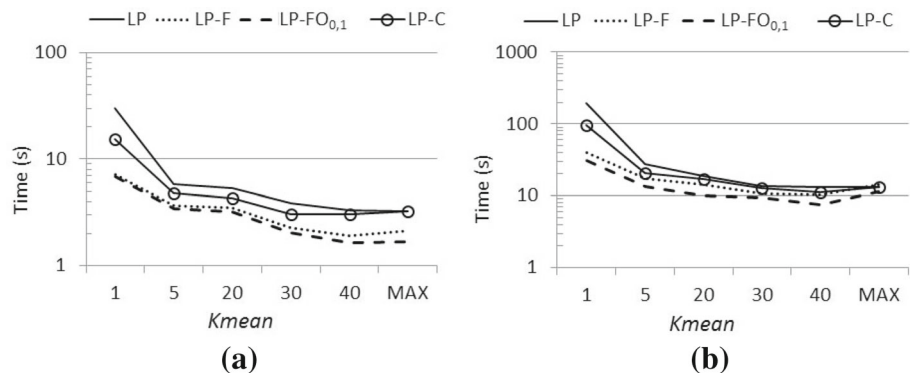 LP LP-F LP-FO0,1 LP-C
100
10
1
Time (s)
1 5 20 30 40 MAX
Kmean
(a)
LP LP-F LP-FO0,1 LP-C
1000
100
10
1
Time (s)
1 5 20 30 40 MAX
Kmean
(b)